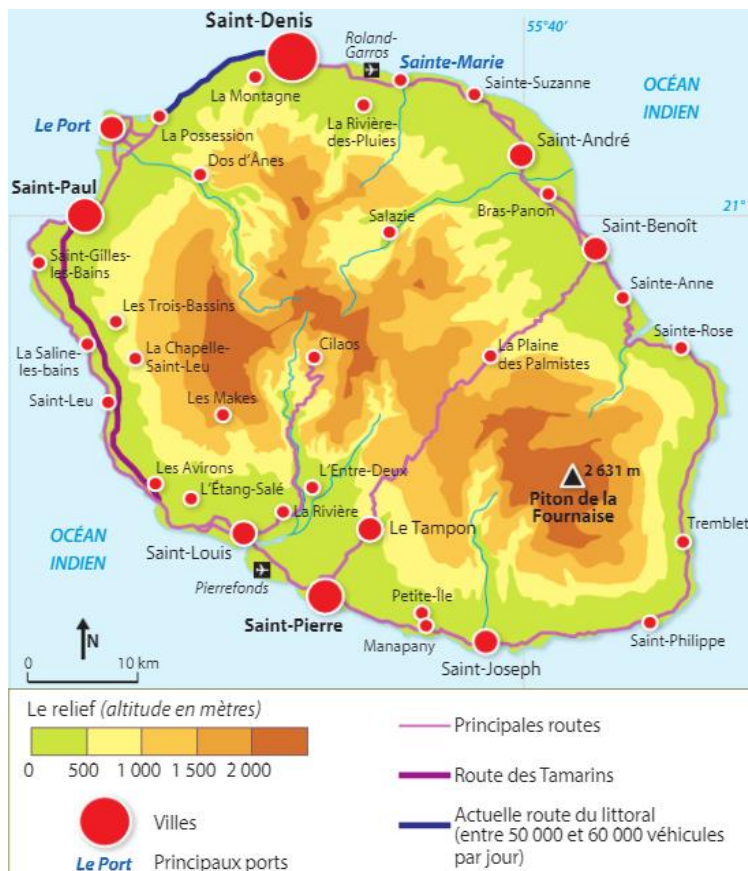 Saint-Denis
55°40'
Roland-
Garros
Sainte-Marie
Sainte-Suzanne
OCÉAN
INDIEN
La Montagne
Le Port
La Possession
La Rivière-
des-Pluies
Saint-André
Dos d'Ânes
Saint-Paul
Bras-Panon
21°
Salazie
Saint-Benoît
Saint-Gilles-
les-Bains
Sainte-Anne
Les Trois-Bassins
Sainte-Rose
La Saline-
les-bains
La Chapelle-
Saint-Leu
Cilaos
La Plaine
des Palmistes
Saint-Leu
Les Makes
2 631 m
Piton de la
Fournaise
Les Avirons
L'Entre-Deux
L'Étang-Salé
La Rivière
OCÉAN
INDIEN
Saint-Louis
Le Tampon
Tremblet
Pierrefonds
Petite-Île
Saint-Pierre
Manapany
Saint-Philippe
Saint-Joseph
N
0 10 km
Le relief (altitude en mètres)
0 500 1 000 1 500 2 000
Villes
Le Port Principaux ports
Principales routes
Route des Tamarins
Actuelle route du littoral
(entre 50 000 et 60 000 véhicules
par jour)